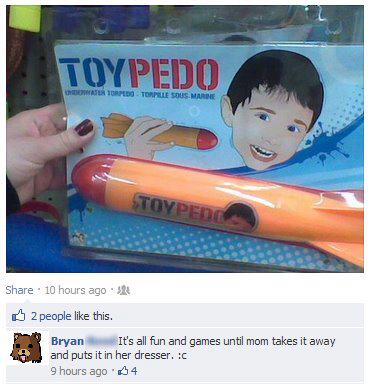 TOYPEDO
UNDERWATER TORPEDO · TORPILLE SOUS-MARINE
TOYPEDO
Share · 10 hours ago ·
2 people like this.
Bryan It's all fun and games until mom takes it away
and puts it in her dresser. :c
9 hours ago · 4